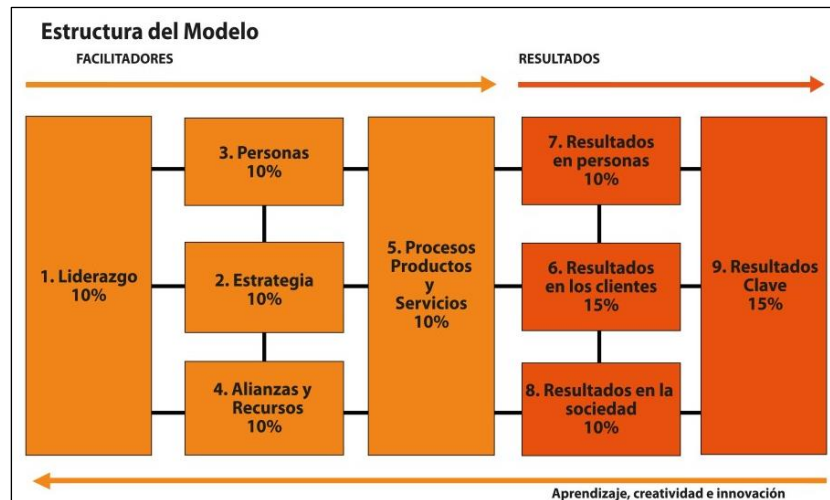 Estructura del Modelo
FACILITADORES
RESULTADOS
1. Liderazgo
10%
3. Personas
10%
2. Estrategia
10%
4. Alianzas y
Recursos
10%
5. Procesos
Productos
y
Servicios
10%
7. Resultados
en personas
10%
6. Resultados
en los clientes
15%
8. Resultados en la
sociedad
10%
9. Resultados
Clave
15%
Aprendizaje, creatividad e innovación